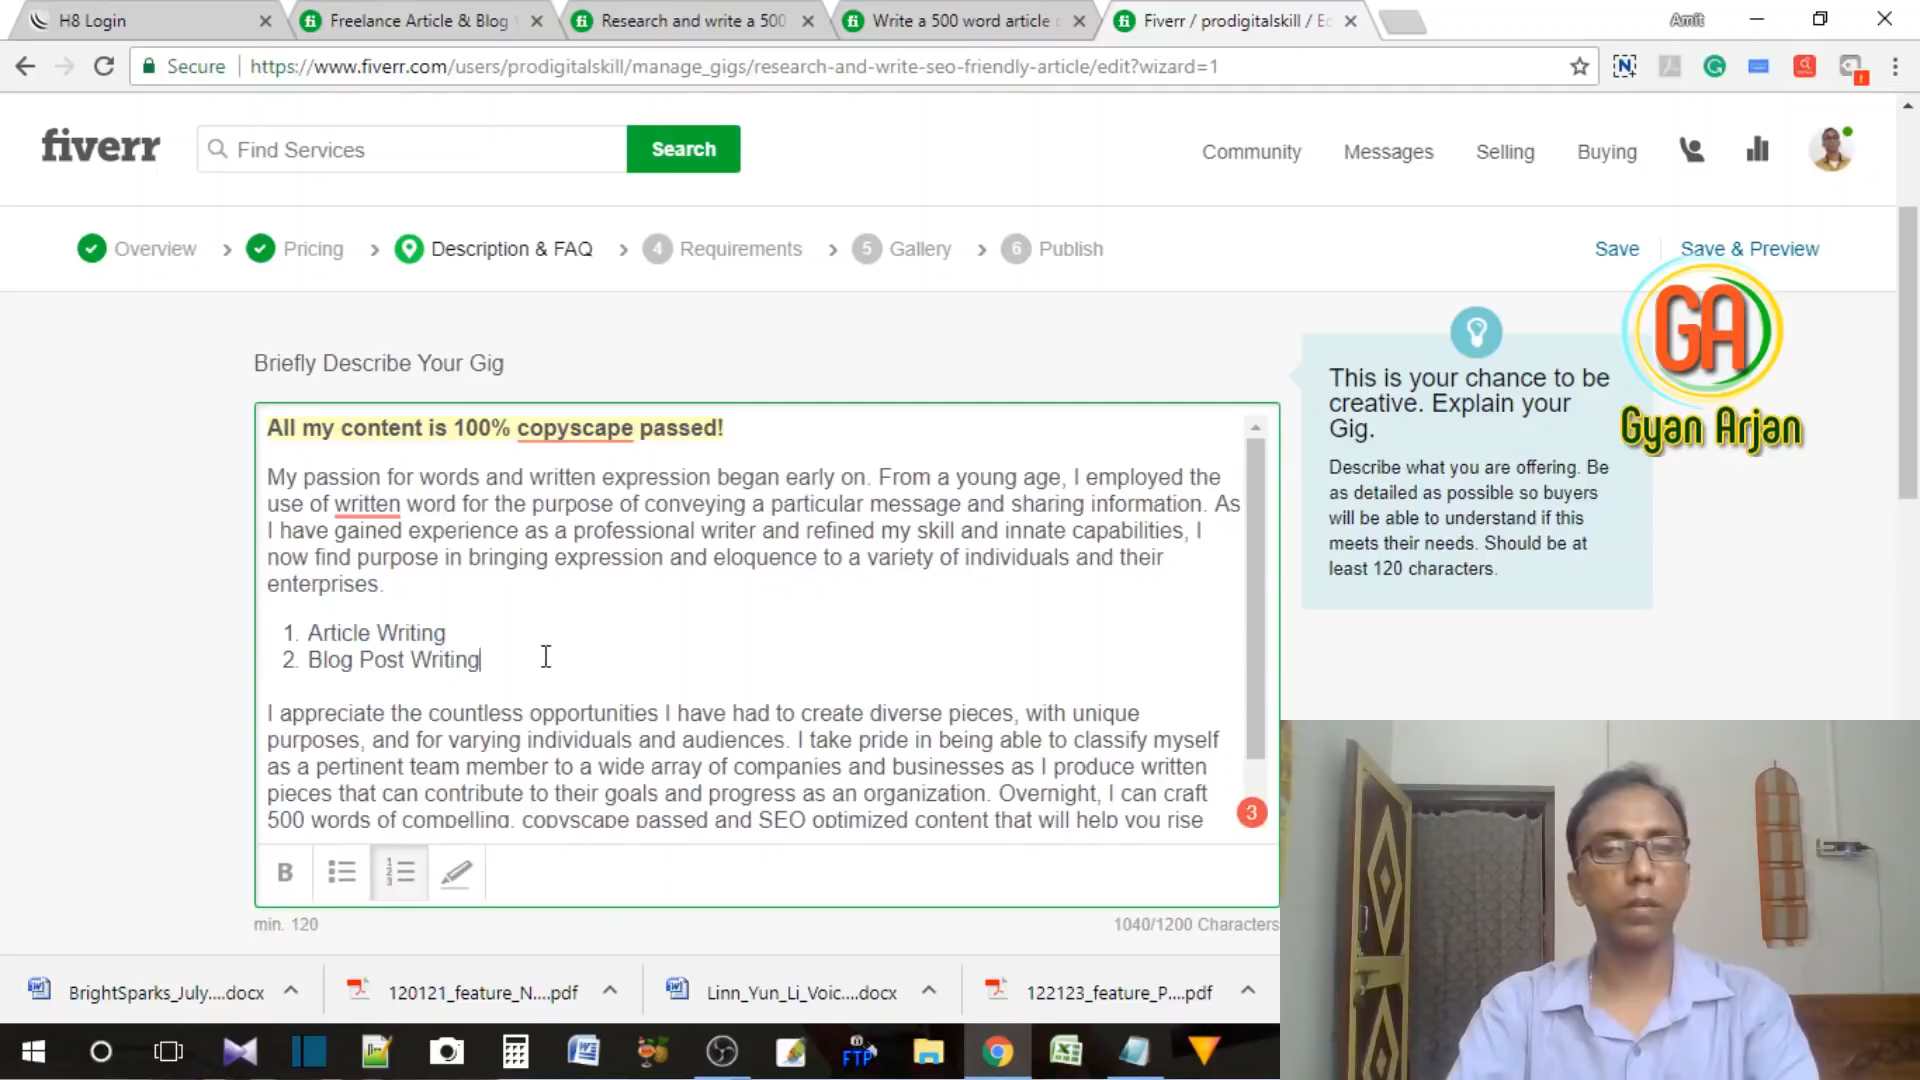 H8 Login
Freelance Article & Blog
Research and write a 500
Write a 500 word article
Fiverr / prodigitalskill / Ed
Amit
Secure
https://www.fiverr.com/users/prodigitalskill/manage_gigs/research-and-write-seo-friendly-article/edit?wizard=1
fiverr
Find Services
Search
Community
Messages
Selling
Buying
Overview
Pricing
Description & FAQ
4 Requirements
5 Gallery
6 Publish
Save
Save & Preview
GA
Gyan Arjan
Briefly Describe Your Gig
All my content is 100% copyscape passed!
My passion for words and written expression began early on. From a young age, I employed the
use of written word for the purpose of conveying a particular message and sharing information. As
I have gained experience as a professional writer and refined my skill and innate capabilities, I
now find purpose in bringing expression and eloquence to a variety of individuals and their
enterprises.
1. Article Writing
2. Blog Post Writing
I appreciate the countless opportunities I have had to create diverse pieces, with unique
purposes, and for varying individuals and audiences. I take pride in being able to classify myself
as a pertinent team member to a wide array of companies and businesses as I produce written
pieces that can contribute to their goals and progress as an organization. Overnight, I can craft
500 words of compelling, copyscape passed and SEO optimized content that will help you rise
3
B
min. 120
1040/1200 Characters
This is your chance to be
creative. Explain your
Gig.
Describe what you are offering. Be
as detailed as possible so buyers
will be able to understand if this
meets their needs. Should be at
least 120 characters.
BrightSparks_July....docx
120121_feature_N....pdf
Linn_Yun_Li_Voic....docx
122123_feature_P....pdf
FTP